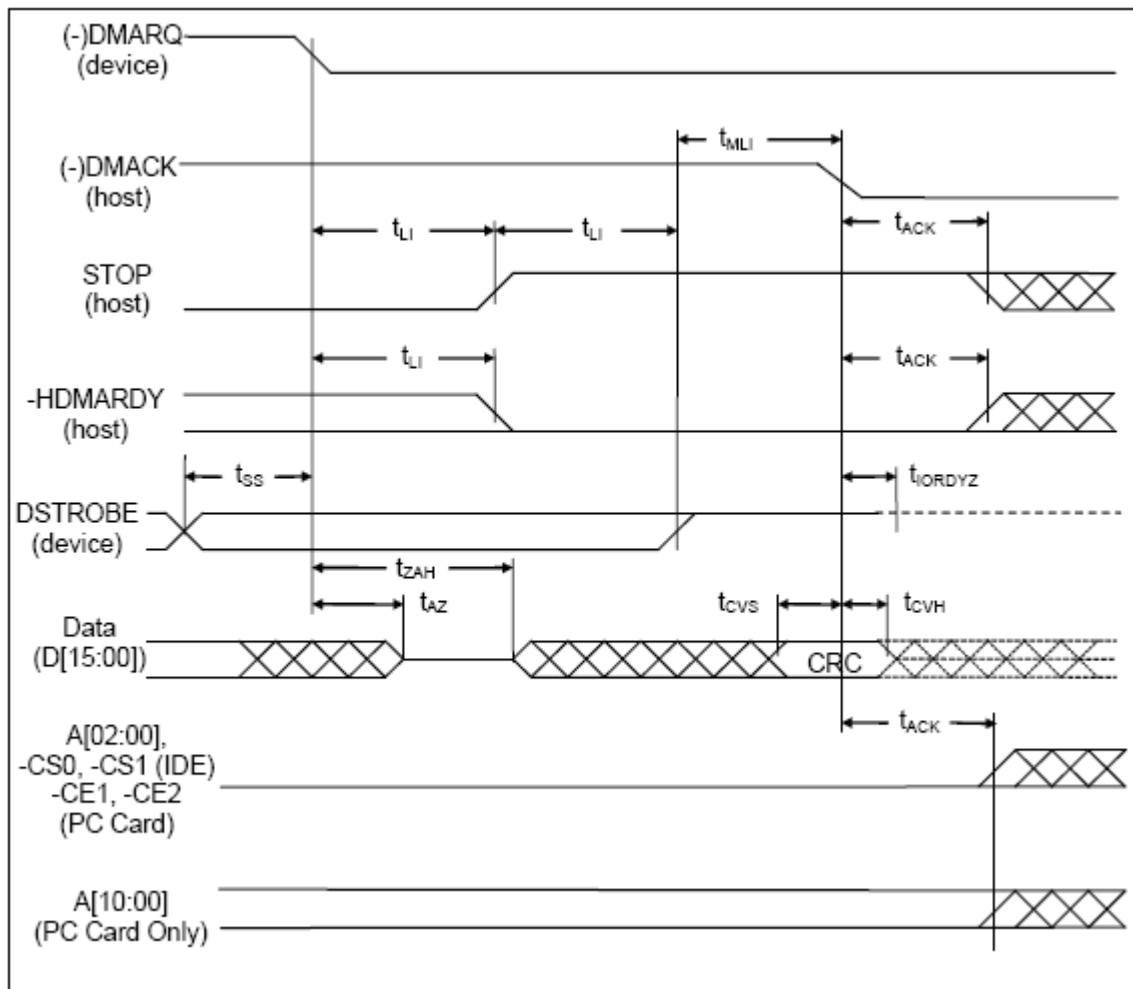 (-)DMARQ
(device)
tMLI
(-)DMACK
(host)
tLI
tLI
tACK
STOP
(host)
tLI
tACK
-HDMARDY
(host)
tSS
tIORDYZ
DSTROBE
(device)
tZAH
tAZ
tCVS
tCVH
Data
(D[15:00])
CRC
tACK
A[02:00],
-CS0, -CS1 (IDE)
-CE1, -CE2
(PC Card)
A[10:00]
(PC Card Only)